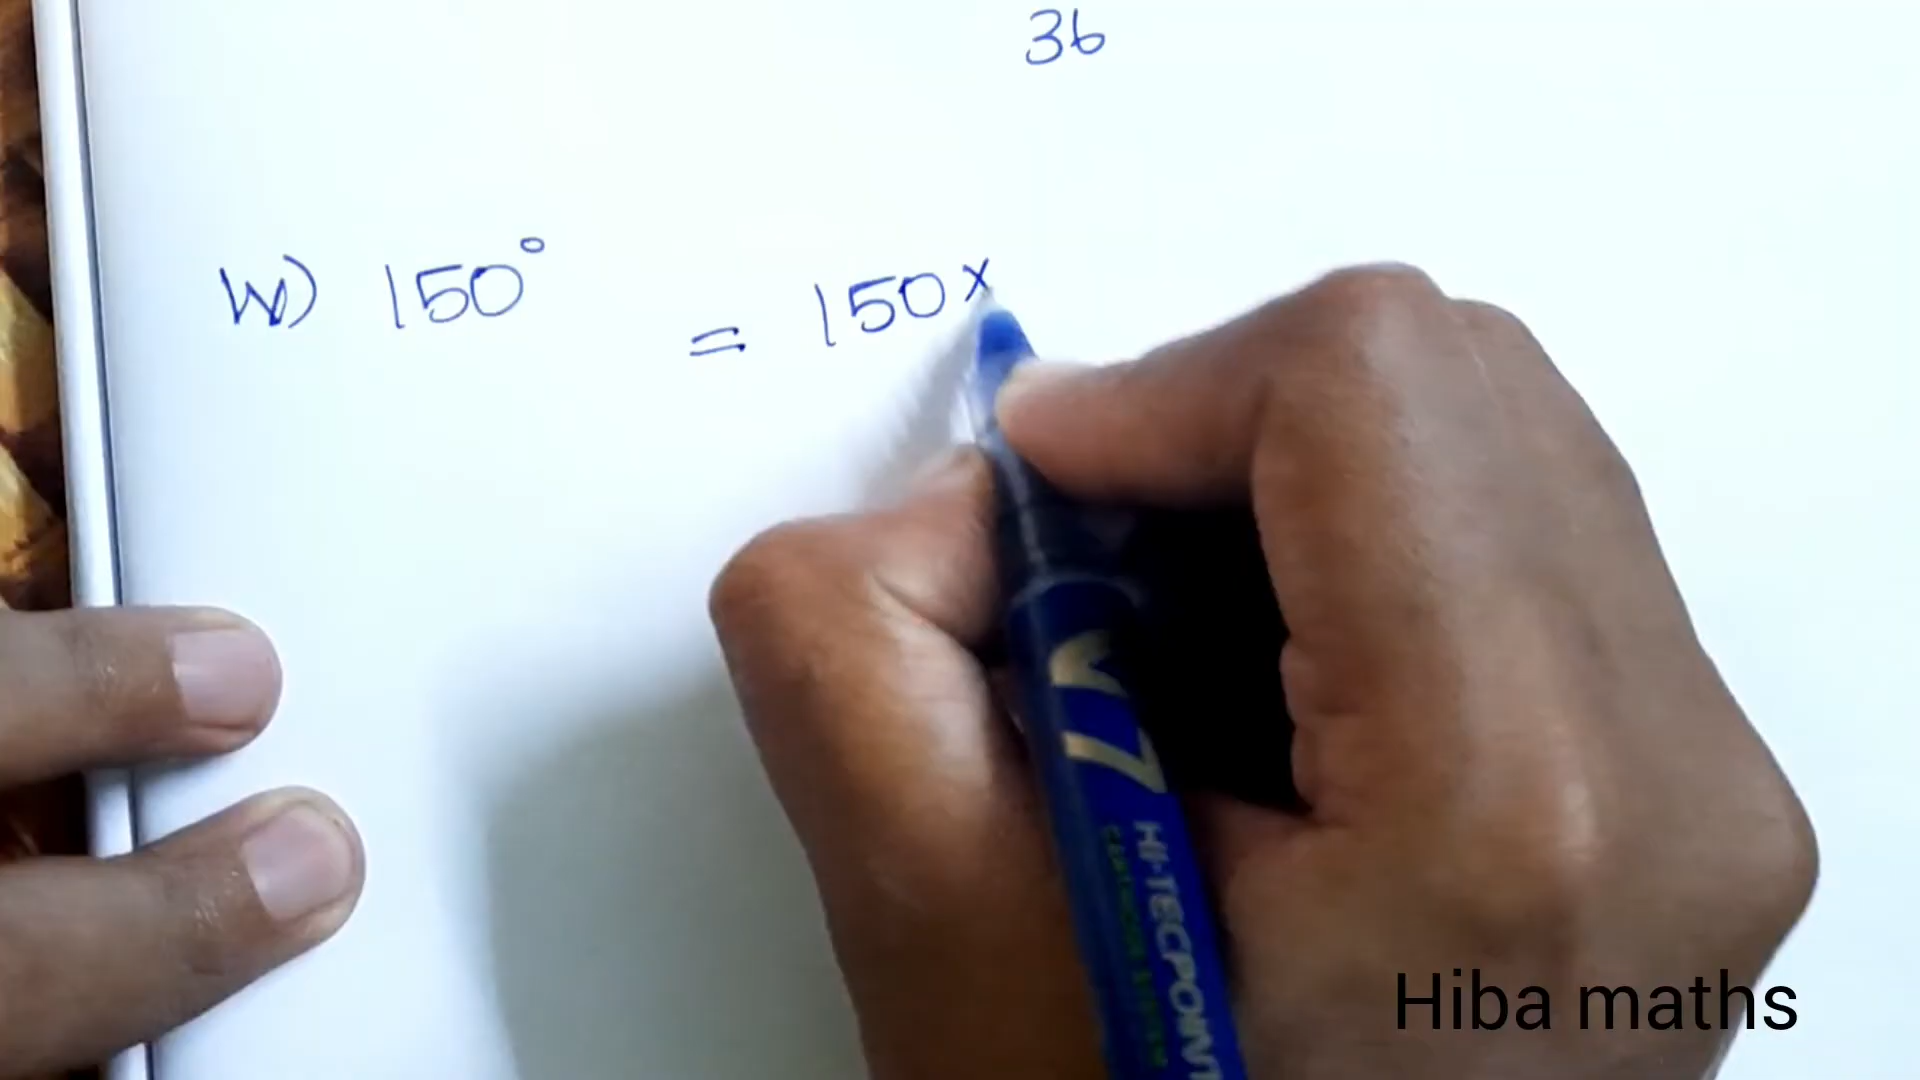 36
iv) 150°
= 150 ×
V7
HI-TECPOINT
Hiba maths